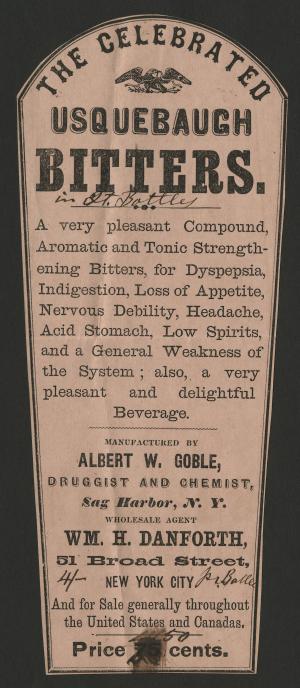 THE CELEBRATED
USQUEBAUGH
BITTERS.
in Qt. Bottles
A very pleasant Compound,
Aromatic and Tonic Strength-
ening Bitters, for Dyspepsia,
Indigestion, Loss of Appetite,
Nervous Debility, Headache,
Acid Stomach, Low Spirits,
and a General Weakness of
the System; also, a very
pleasant and delightful
Beverage.
MANUFACTURED BY
ALBERT W. GOBLE,
DRUGGIST AND CHEMIST,
Sag Harbor, N. Y.
WHOLESALE AGENT
WM. H. DANFORTH,
51 Broad Street,
NEW YORK CITY
And for Sale generally throughout
the United States and Canadas.
50
Price 75 cents.